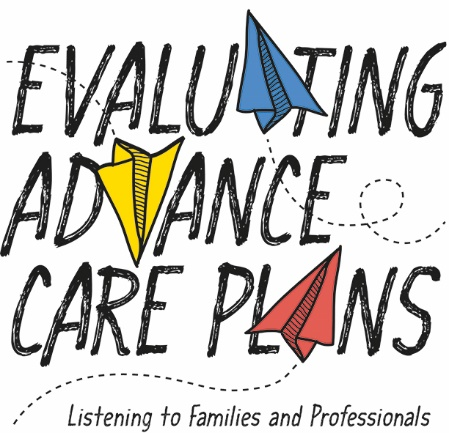 EVALUATING
ADVANCE
CARE PLANS
Listening to Families and Professionals